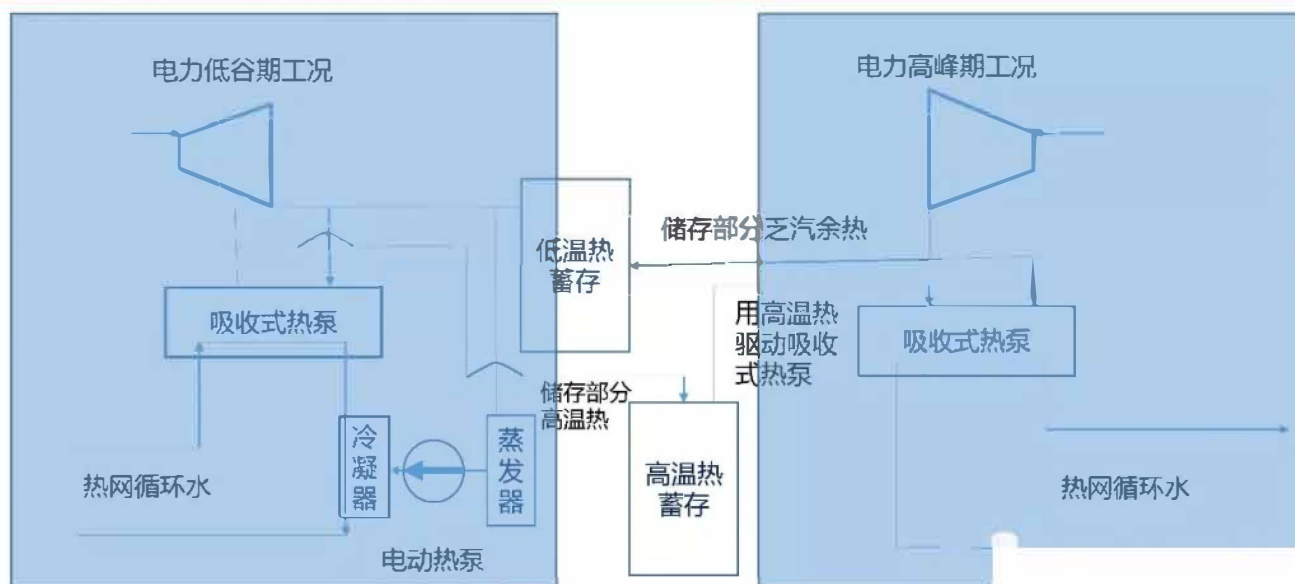 电力低谷期工况
电力高峰期工况
低温热
蓄存
储存部分乏汽余热
吸收式热泵
用高温热
驱动吸收
式热泵
吸收式热泵
储存部分
高温热
冷凝器
蒸发器
高温热
蓄存
热网循环水
热网循环水
电动热泵